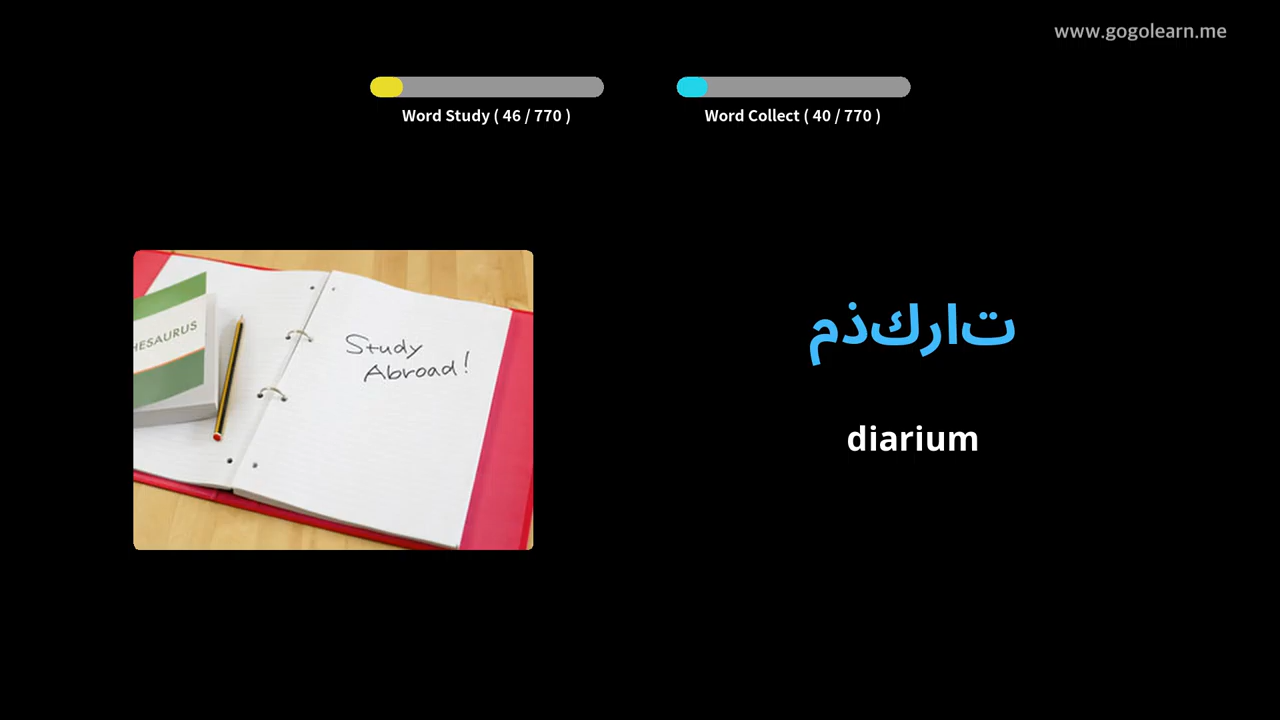 www.gogolearn.me
Word Study ( 46 / 770 )
Word Collect ( 40 / 770 )
HESAURUS
Study
Abroad!
مذكرات
diarium